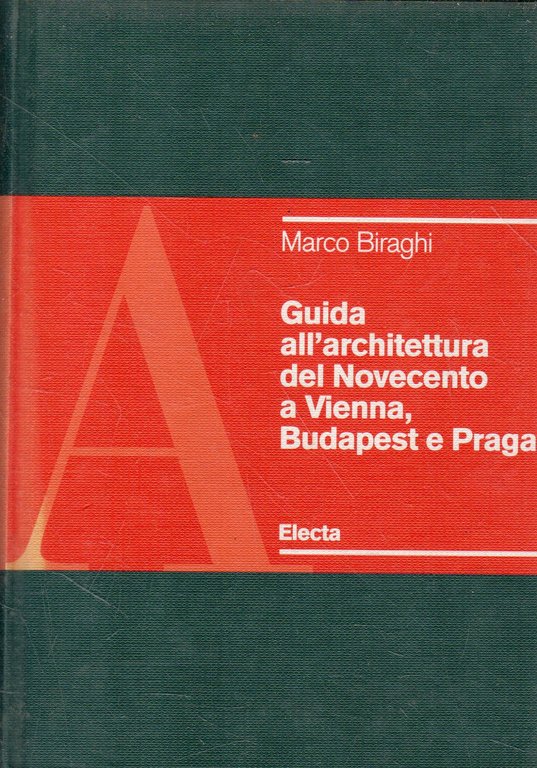 A
Marco Biraghi
Guida
all'architettura
del Novecento
a Vienna,
Budapest e Praga
Electa